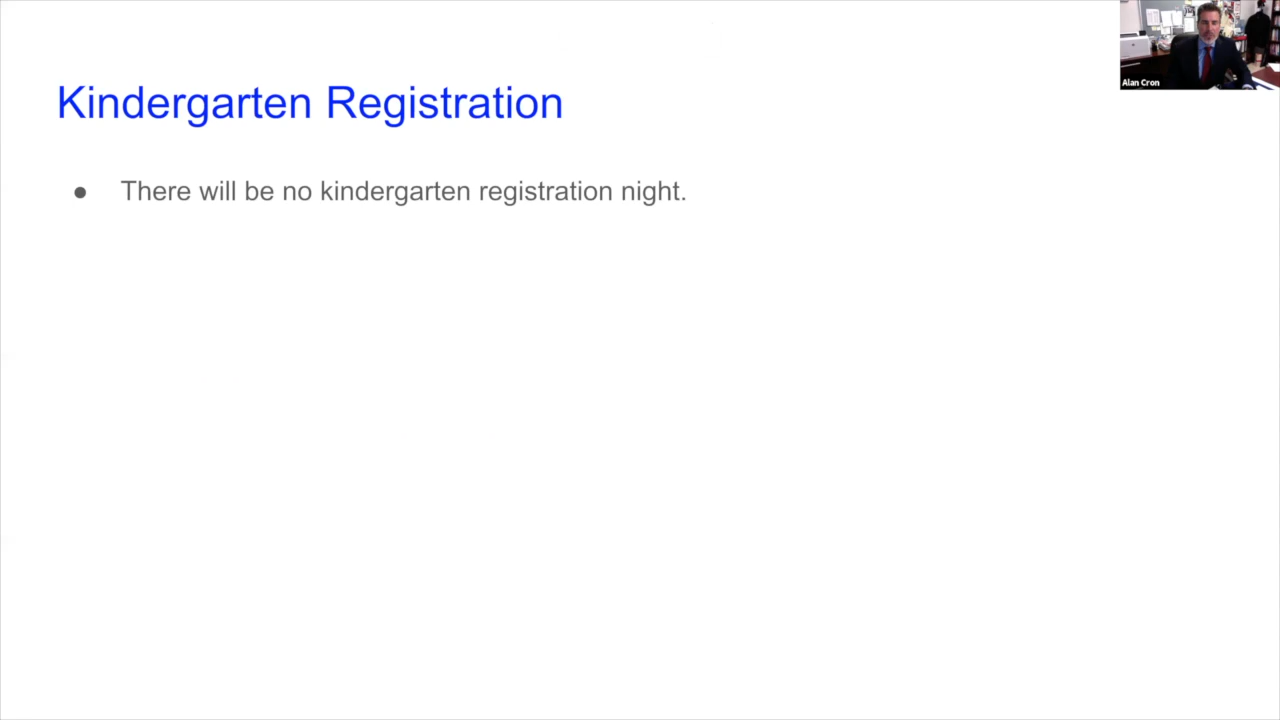 Kindergarten Registration
● There will be no kindergarten registration night.
Alan Cron